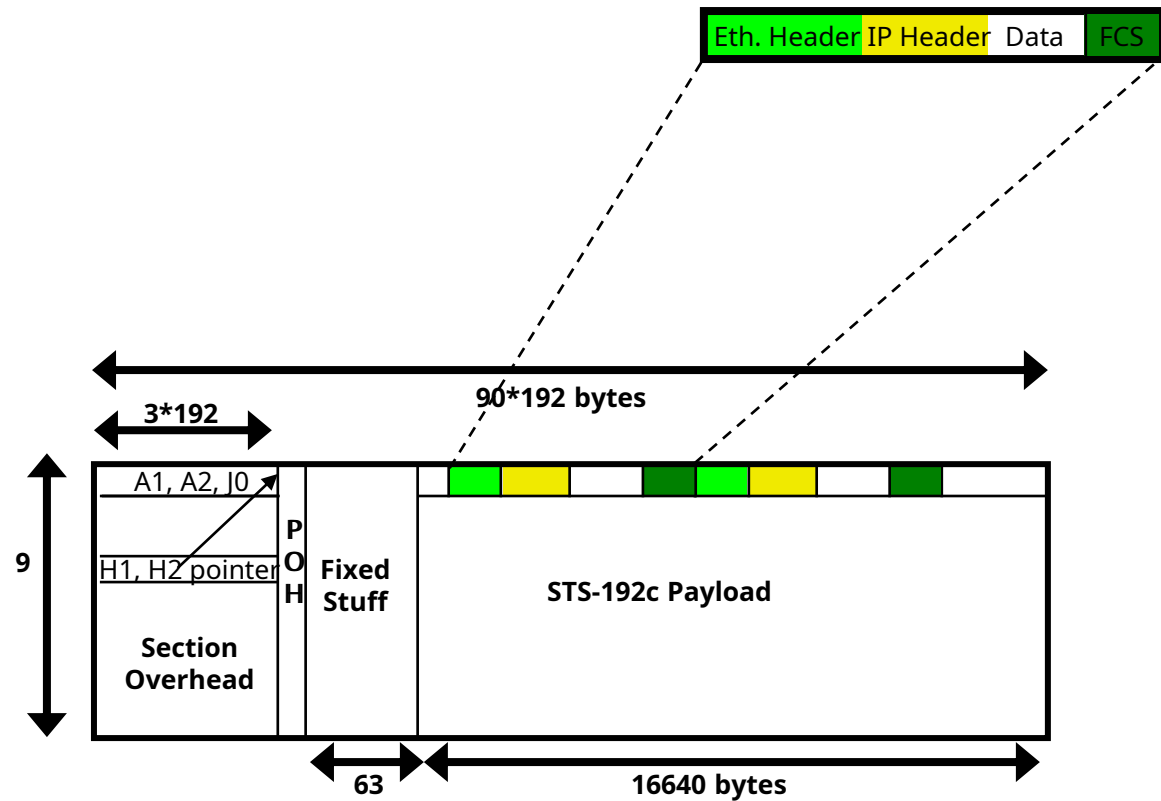 Eth. Header IP Header Data FCS
90*192 bytes
3*192
A1, A2, J0
H1, H2 pointer
Section
Overhead
9
P
O
H
Fixed
Stuff
STS-192c Payload
63
16640 bytes